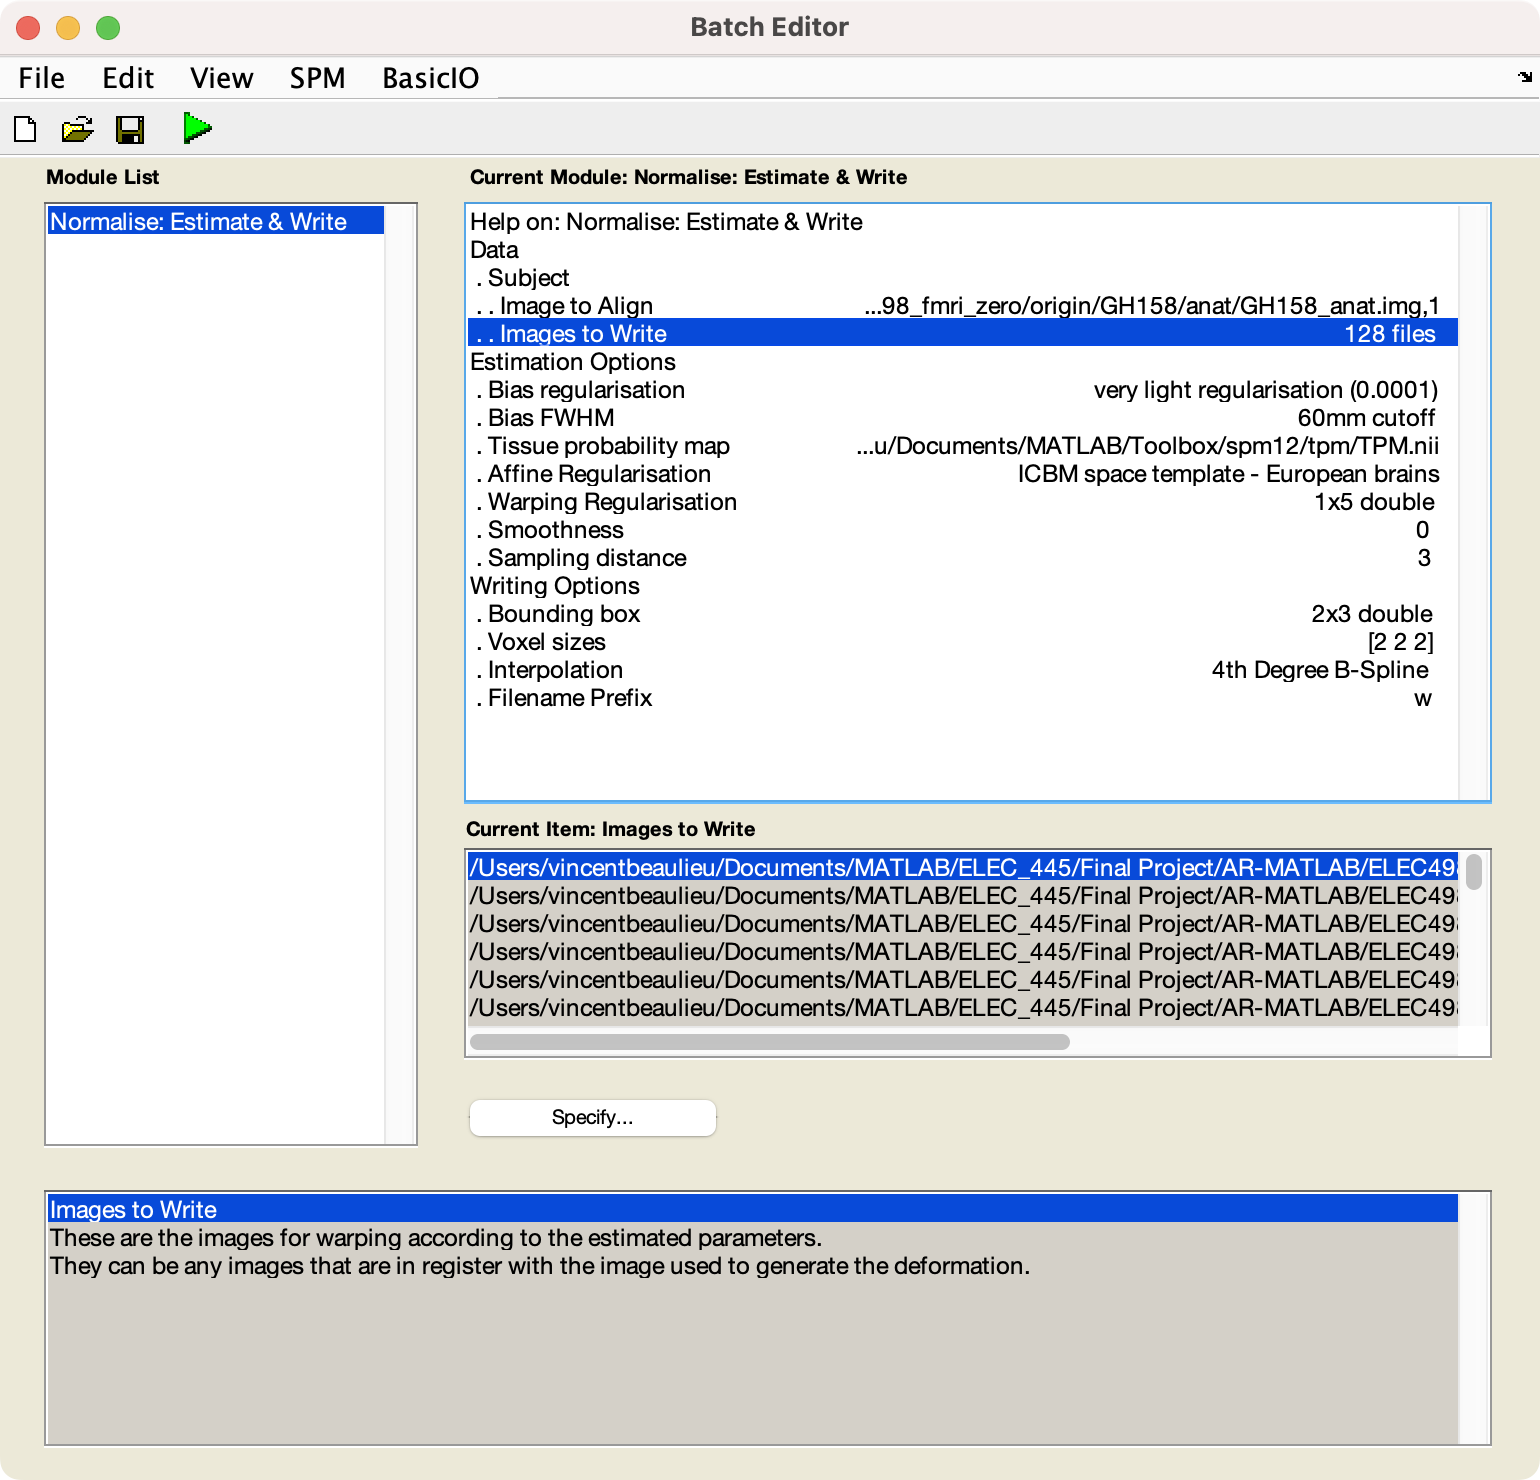 Batch Editor
File Edit View SPM BasicIO
Module List
Normalise: Estimate & Write
Current Module: Normalise: Estimate & Write
Help on: Normalise: Estimate & Write
Data
. Subject
. . Image to Align ...98_fmri_zero/origin/GH158/anat/GH158_anat.img,1
. . Images to Write 128 files
Estimation Options
. Bias regularisation very light regularisation (0.0001)
. Bias FWHM 60mm cutoff
. Tissue probability map ...u/Documents/MATLAB/Toolbox/spm12/tpm/TPM.nii
. Affine Regularisation ICBM space template - European brains
. Warping Regularisation 1x5 double
. Smoothness 0
. Sampling distance 3
Writing Options
. Bounding box 2x3 double
. Voxel sizes [2 2 2]
. Interpolation 4th Degree B-Spline
. Filename Prefix w
Current Item: Images to Write
/Users/vincentbeaulieu/Documents/MATLAB/ELEC_445/Final Project/AR-MATLAB/ELEC498
/Users/vincentbeaulieu/Documents/MATLAB/ELEC_445/Final Project/AR-MATLAB/ELEC498
/Users/vincentbeaulieu/Documents/MATLAB/ELEC_445/Final Project/AR-MATLAB/ELEC498
/Users/vincentbeaulieu/Documents/MATLAB/ELEC_445/Final Project/AR-MATLAB/ELEC498
/Users/vincentbeaulieu/Documents/MATLAB/ELEC_445/Final Project/AR-MATLAB/ELEC498
/Users/vincentbeaulieu/Documents/MATLAB/ELEC_445/Final Project/AR-MATLAB/ELEC498
Specify...
Images to Write
These are the images for warping according to the estimated parameters.
They can be any images that are in register with the image used to generate the deformation.